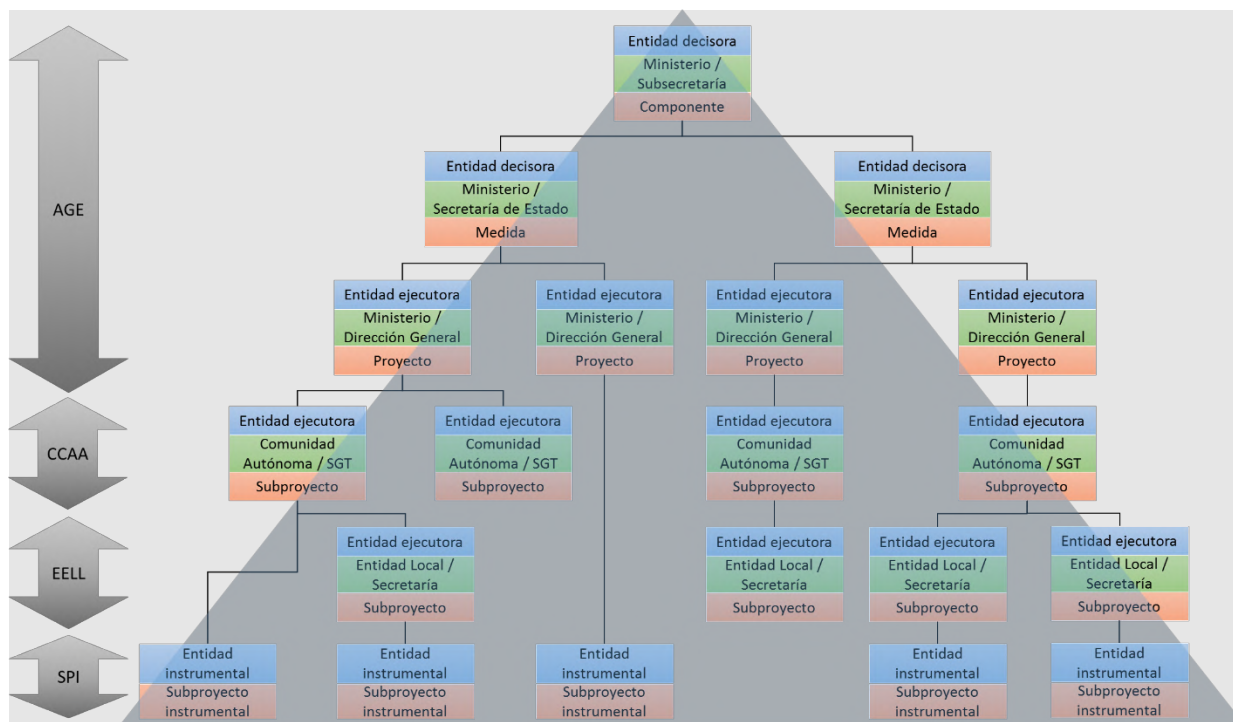 Entidad decisora
Ministerio /
Subsecretaría
Componente
AGE
Entidad decisora
Ministerio /
Secretaría de Estado
Medida
Entidad decisora
Ministerio /
Secretaría de Estado
Medida
Entidad ejecutora
Ministerio /
Dirección General
Proyecto
Entidad ejecutora
Ministerio /
Dirección General
Proyecto
Entidad ejecutora
Ministerio /
Dirección General
Proyecto
Entidad ejecutora
Ministerio /
Dirección General
Proyecto
CCAA
Entidad ejecutora
Comunidad
Autónoma / SGT
Subproyecto
Entidad ejecutora
Comunidad
Autónoma / SGT
Subproyecto
Entidad ejecutora
Comunidad
Autónoma / SGT
Subproyecto
Entidad ejecutora
Comunidad
Autónoma / SGT
Subproyecto
EELL
Entidad ejecutora
Entidad Local /
Secretaría
Subproyecto
Entidad ejecutora
Entidad Local /
Secretaría
Subproyecto
Entidad ejecutora
Entidad Local /
Secretaría
Subproyecto
Entidad ejecutora
Entidad Local /
Secretaría
Subproyecto
SPI
Entidad
instrumental
Subproyecto
instrumental
Entidad
instrumental
Subproyecto
instrumental
Entidad
instrumental
Subproyecto
instrumental
Entidad
instrumental
Subproyecto
instrumental
Entidad
instrumental
Subproyecto
instrumental